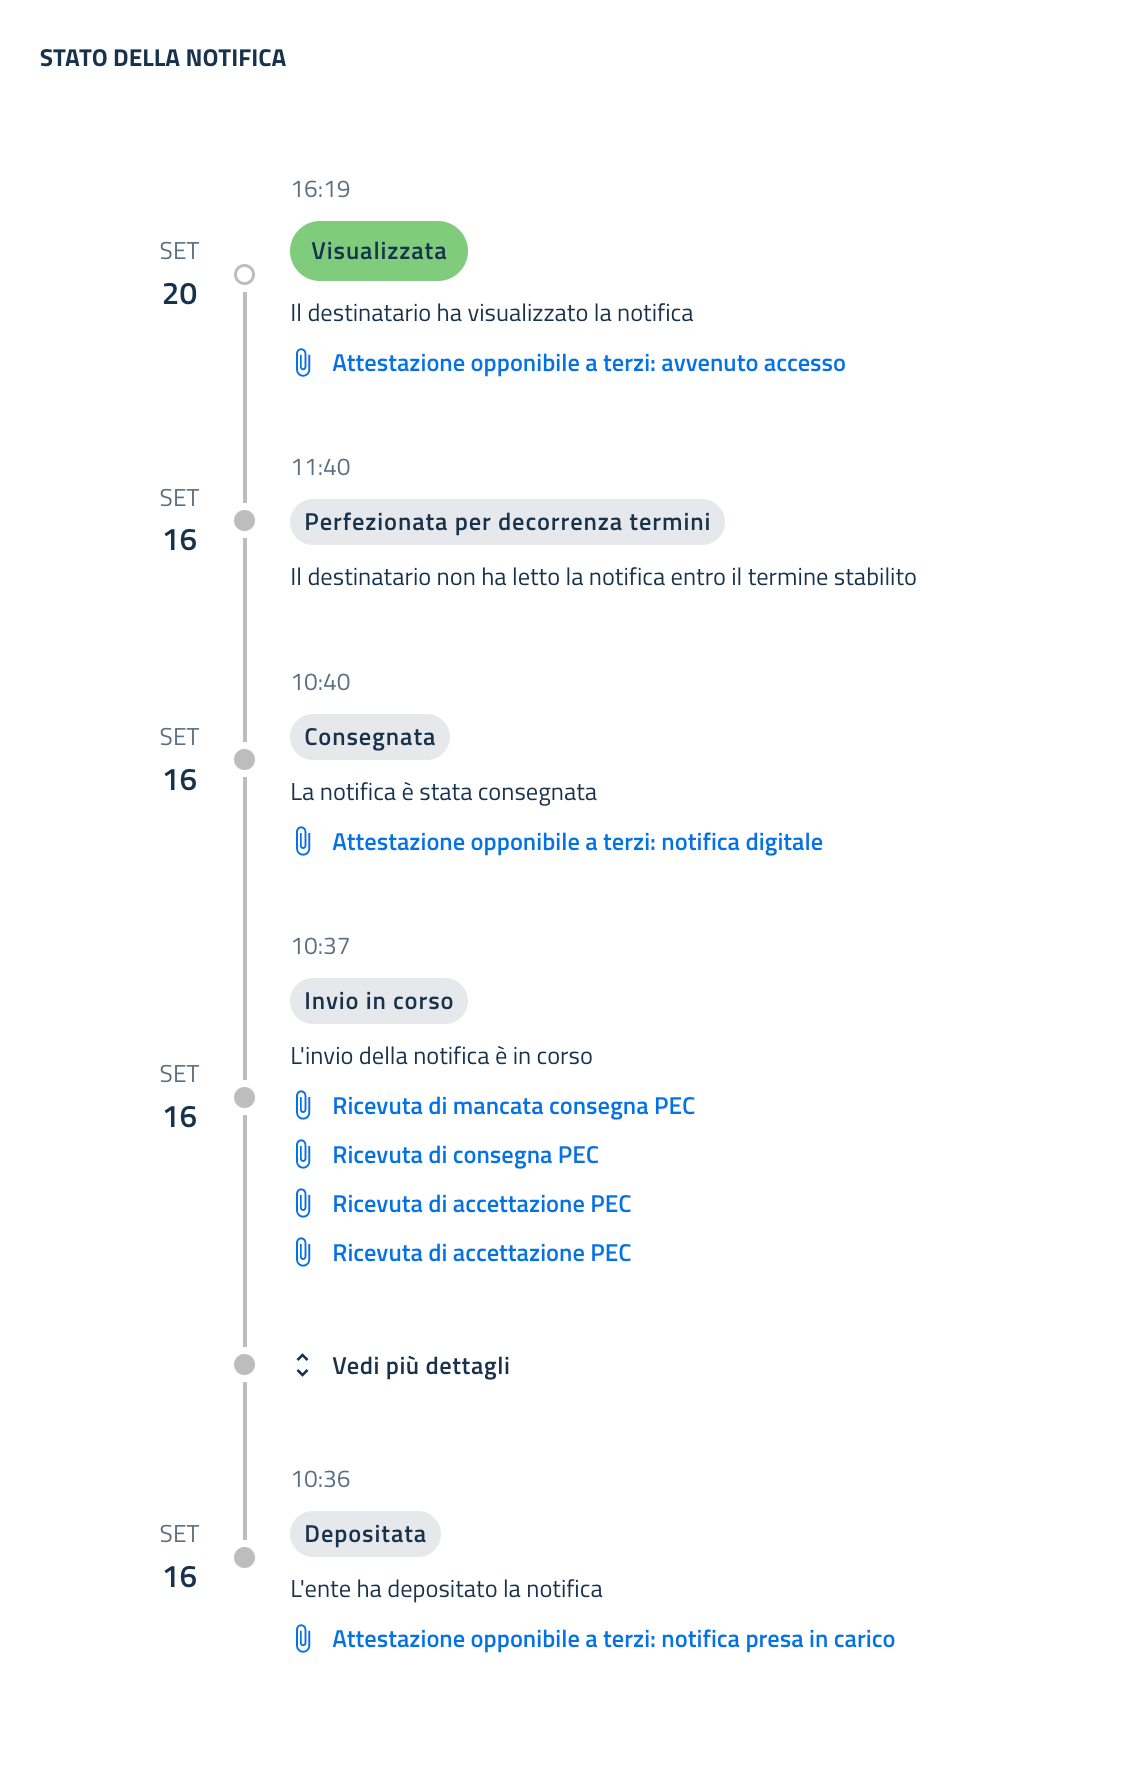 STATO DELLA NOTIFICA
16:19
SET
20
Visualizzata
Il destinatario ha visualizzato la notifica
Attestazione opponibile a terzi: avvenuto accesso
11:40
SET
16
Perfezionata per decorrenza termini
Il destinatario non ha letto la notifica entro il termine stabilito
10:40
SET
16
Consegnata
La notifica è stata consegnata
Attestazione opponibile a terzi: notifica digitale
10:37
Invio in corso
L'invio della notifica è in corso
SET
16
Ricevuta di mancata consegna PEC
Ricevuta di consegna PEC
Ricevuta di accettazione PEC
Ricevuta di accettazione PEC
Vedi più dettagli
10:36
SET
16
Depositata
L'ente ha depositato la notifica
Attestazione opponibile a terzi: notifica presa in carico